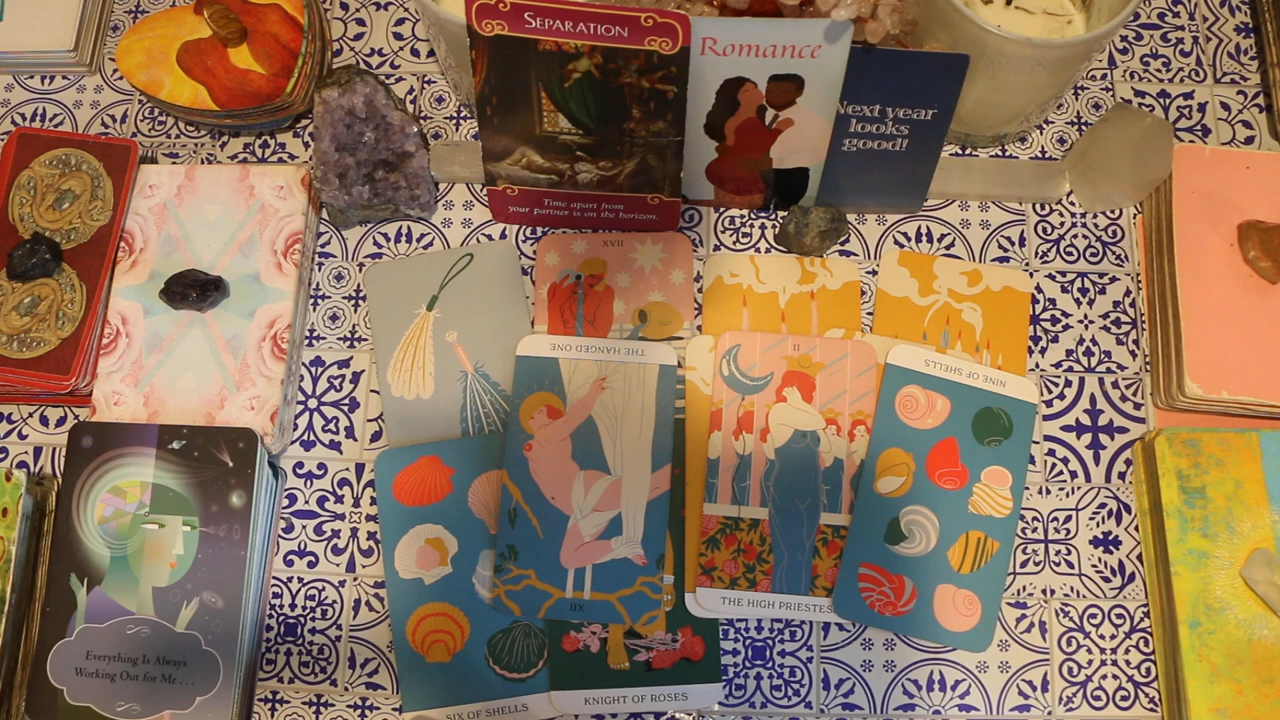 SEPARATION
Time apart from
your partner is on the horizon.
Romance
Next year
looks
good!
XVII
THE HANGED ONE
XII
II
THE HIGH PRIESTESS
NINE OF SHELLS
SIX OF SHELLS
KNIGHT OF ROSES
Everything Is Always
Working Out for Me . . .